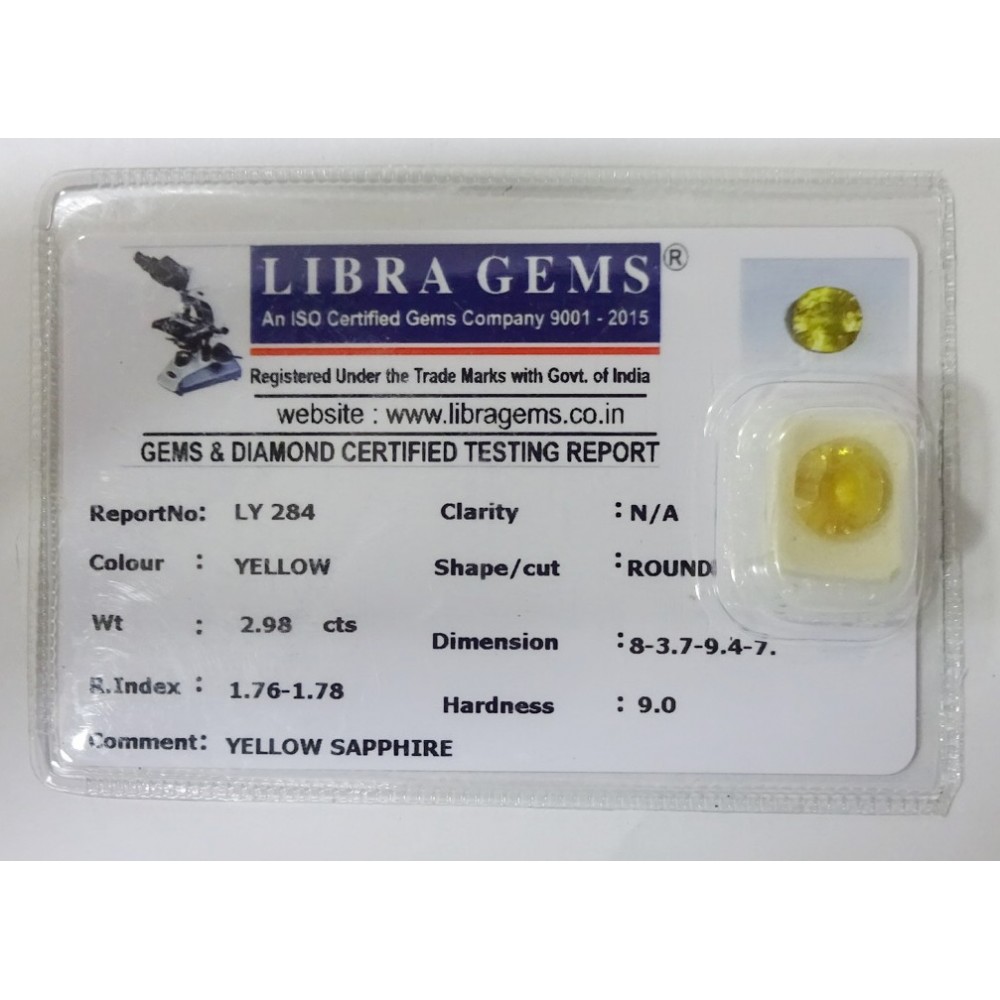 LIBRA GEMS ®
An ISO Certified Gems Company 9001 - 2015
Registered Under the Trade Marks with Govt. of India
website : www.libragems.co.in
GEMS & DIAMOND CERTIFIED TESTING REPORT
ReportNo: LY 284 Clarity : N/A
Colour : YELLOW Shape/cut : ROUND
Wt : 2.98 cts Dimension : 8-3.7-9.4-7.
R.Index : 1.76-1.78 Hardness : 9.0
Comment: YELLOW SAPPHIRE